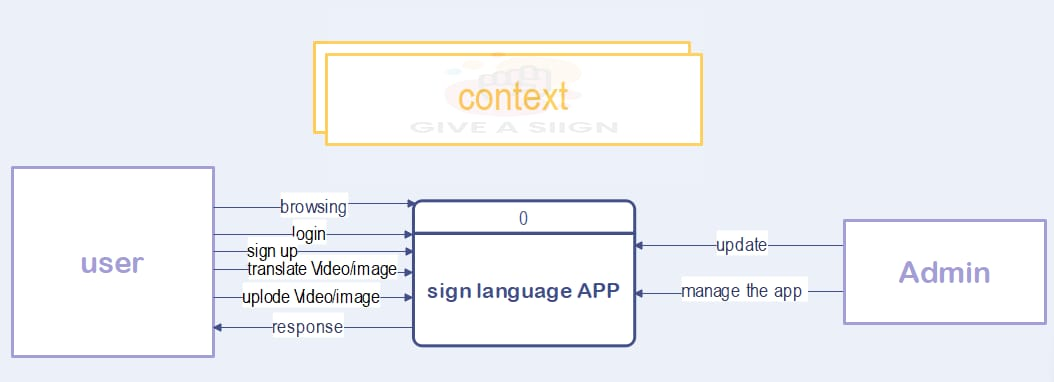 context
GIVE A SIIGN
user
browsing
login
sign up
translate Video/image
uplode Video/image
response
0
sign language APP
update
manage the app
Admin